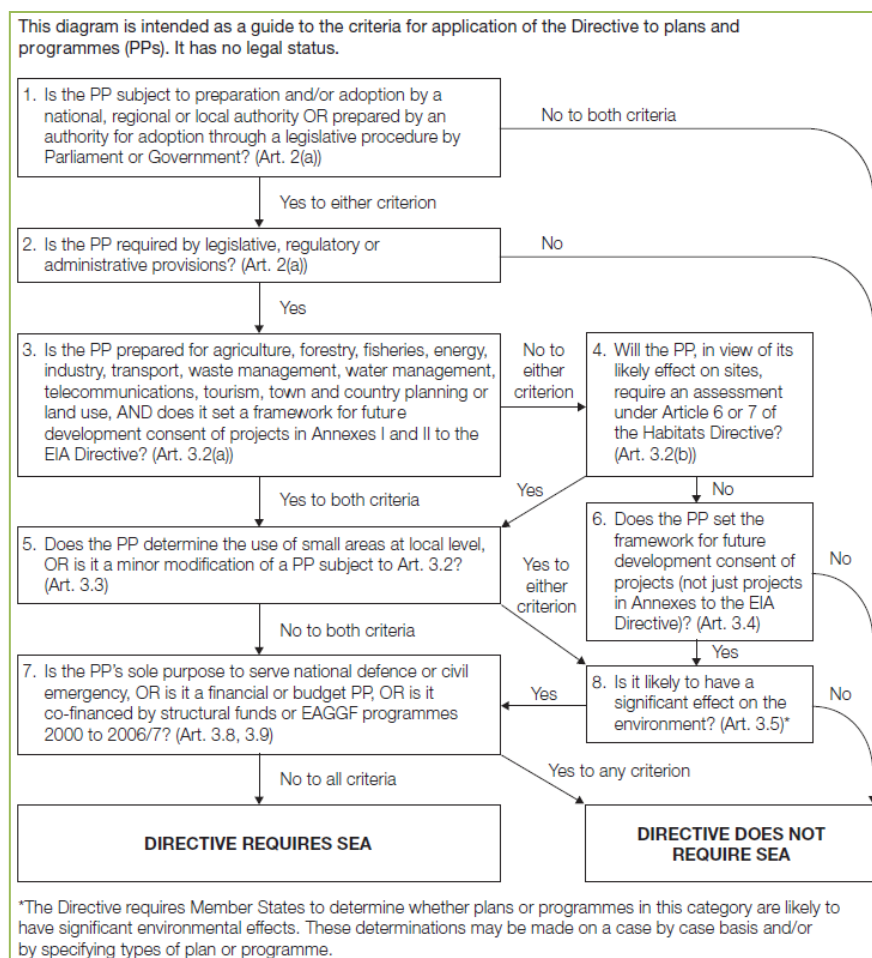 This diagram is intended as a guide to the criteria for application of the Directive to plans and
programmes (PPs). It has no legal status.
1. Is the PP subject to preparation and/or adoption by a
national, regional or local authority OR prepared by an
authority for adoption through a legislative procedure by
Parliament or Government? (Art. 2(a))
No to both criteria
Yes to either criterion
2. Is the PP required by legislative, regulatory or
administrative provisions? (Art. 2(a))
No
Yes
3. Is the PP prepared for agriculture, forestry, fisheries, energy,
industry, transport, waste management, water management,
telecommunications, tourism, town and country planning or
land use, AND does it set a framework for future
development consent of projects in Annexes I and II to the
EIA Directive? (Art. 3.2(a))
No to
either
criterion
4. Will the PP, in view of its
likely effect on sites,
require an assessment
under Article 6 or 7 of
the Habitats Directive?
(Art. 3.2(b))
Yes to both criteria
Yes
No
5. Does the PP determine the use of small areas at local level,
OR is it a minor modification of a PP subject to Art. 3.2?
(Art. 3.3)
Yes to
either
criterion
6. Does the PP set the
framework for future
development consent of
projects (not just projects
in Annexes to the EIA
Directive)? (Art. 3.4)
No
No to both criteria
Yes
7. Is the PP's sole purpose to serve national defence or civil
emergency, OR is it a financial or budget PP, OR is it
co-financed by structural funds or EAGGF programmes
2000 to 2006/7? (Art. 3.8, 3.9)
Yes
8. Is it likely to have a
significant effect on the
environment? (Art. 3.5)*
No
No to all criteria
Yes to any criterion
DIRECTIVE REQUIRES SEA
DIRECTIVE DOES NOT
REQUIRE SEA
*The Directive requires Member States to determine whether plans or programmes in this category are likely to
have significant environmental effects. These determinations may be made on a case by case basis and/or
by specifying types of plan or programme.